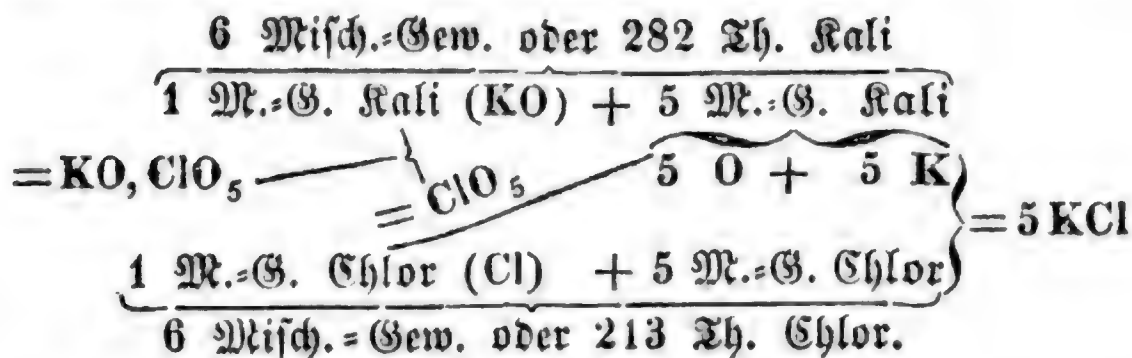 6 Misch.=Gew. oder 282 Th. Kali
1 M.=G. Kali (KO) + 5 M.=G. Kali
=KO, ClO₅
5 O + 5 K
= ClO₅
= 5 KCl
1 M.=G. Chlor (Cl) + 5 M.=G. Chlor
6 Misch.=Gew. oder 213 Th. Chlor.